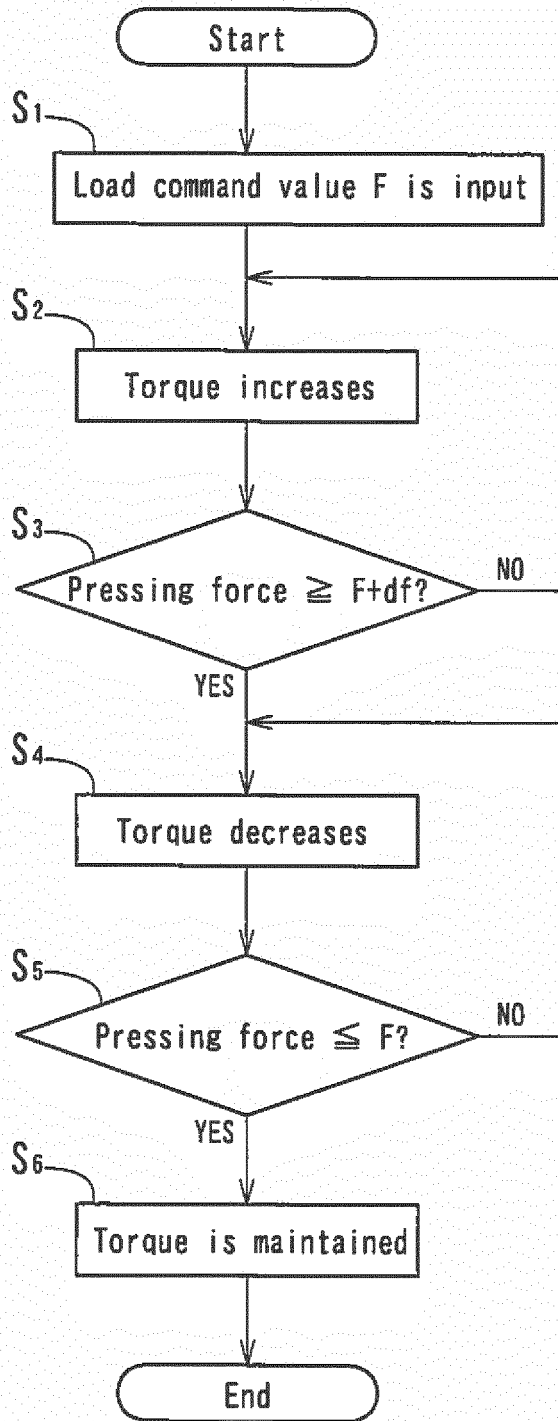 Start
S1
Load command value F is input
S2
Torque increases
S3
Pressing force ≧ F+df?
NO
YES
S4
Torque decreases
S5
Pressing force ≦ F?
NO
YES
S6
Torque is maintained
End